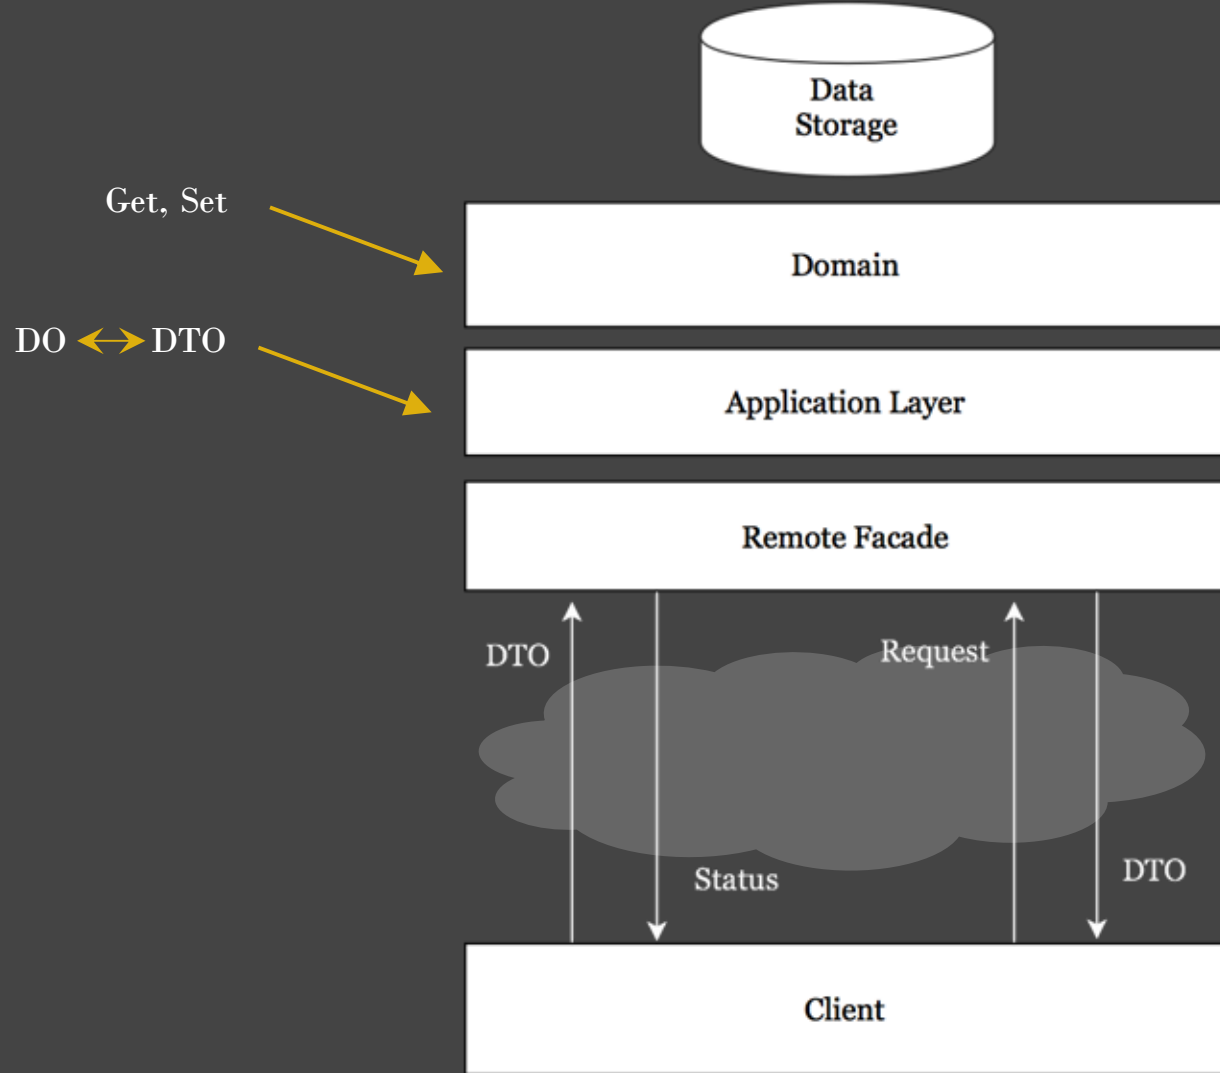 Data
Storage
Get, Set
Domain
DO DTO
Application Layer
Remote Facade
DTO
Request
Status
DTO
Client